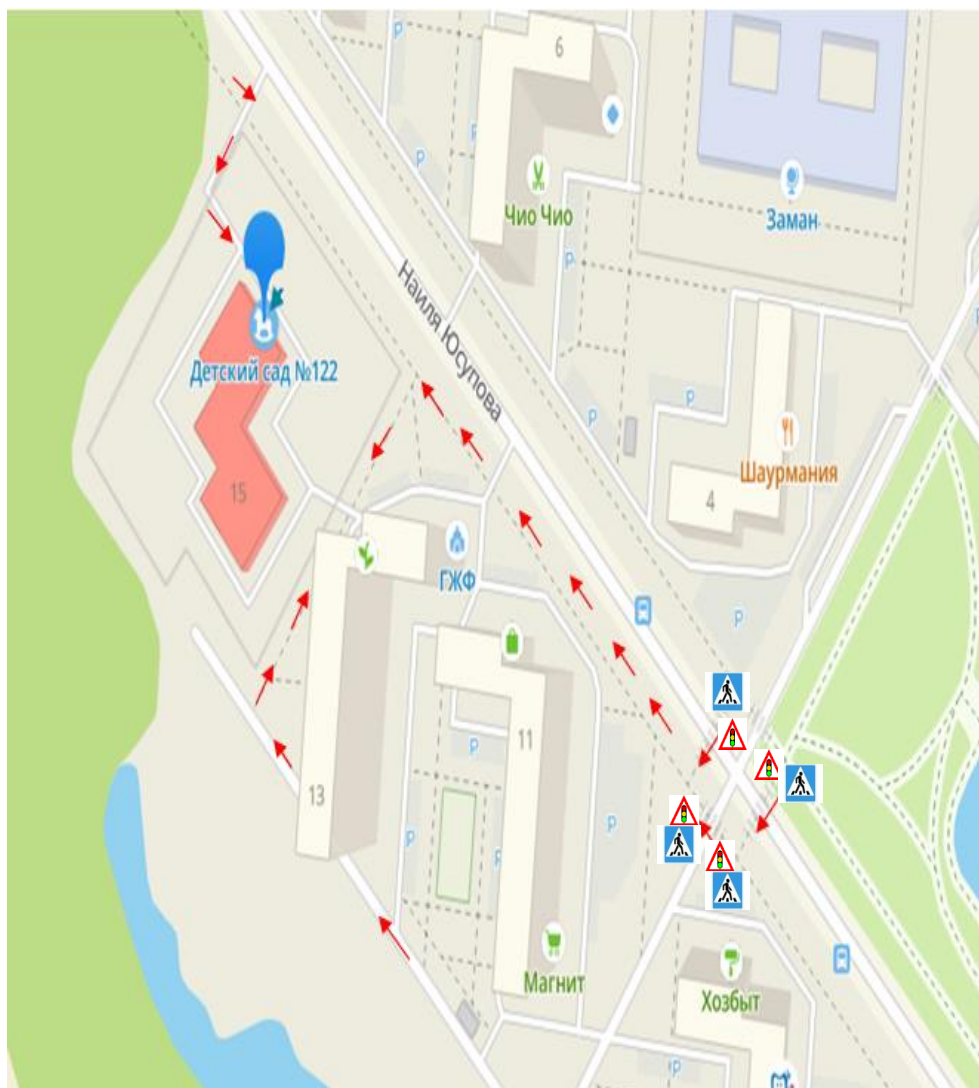 P
6
P
P
P
Чио Чио
Заман
P
Наиля Юсупова
Детский сад №122
P
P
Шаурмания
15
4
ГЖФ
P
11
P
13
P
P
P
Магнит
Хозбыт
P